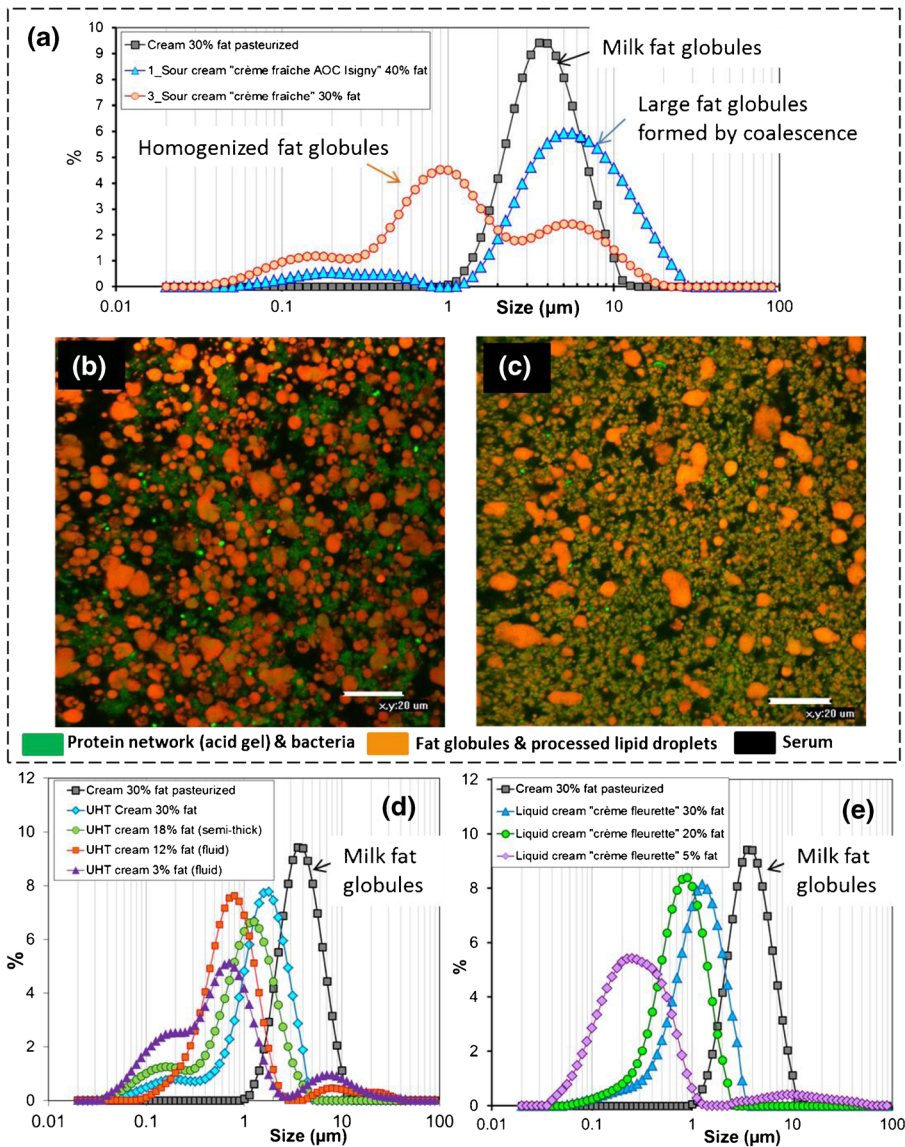 (a)
10
9
8
7
6
5
4
3
2
1
0
%
Cream 30% fat pasteurized
1_Sour cream "crème fraîche AOC Isigny" 40% fat
3_Sour cream "crème fraîche" 30% fat
Milk fat globules
Large fat globules
formed by coalescence
Homogenized fat globules
0.01
0.1
1
10
100
Size (µm)
(b)
x,y:20 um
(c)
x,y:20 um
Protein network (acid gel) & bacteria
Fat globules & processed lipid droplets
Serum
(d)
12
10
8
6
4
2
0
%
Cream 30% fat pasteurized
UHT Cream 30% fat
UHT cream 18% fat (semi-thick)
UHT cream 12% fat (fluid)
UHT cream 3% fat (fluid)
Milk fat
globules
0.01
0.1
1
10
100
Size (µm)
(e)
12
10
8
6
4
2
0
%
Cream 30% fat pasteurized
Liquid cream "crème fleurette" 30% fat
Liquid cream "crème fleurette" 20% fat
Liquid cream "crème fleurette" 5% fat
Milk fat
globules
0.01
0.1
1
10
100
Size (µm)